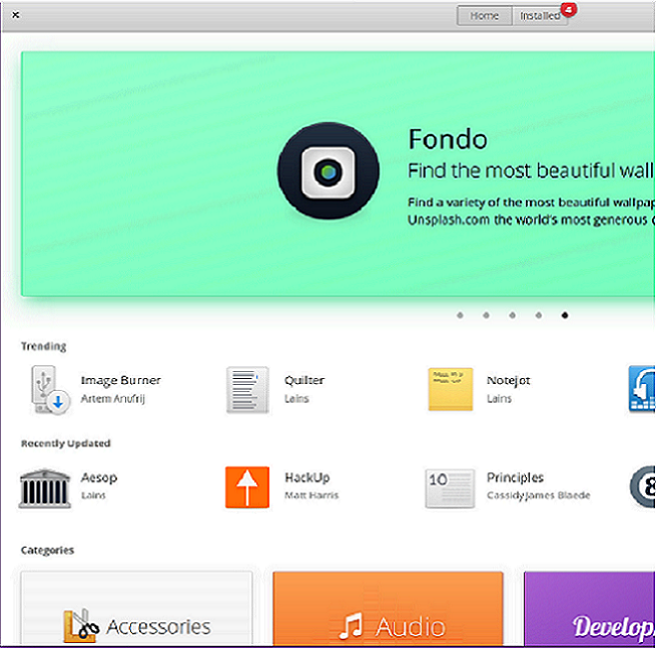 Home Installed 4
Fondo
Find the most beautiful wall
Find a variety of the most beautiful wallpap
Unsplash.com the world's most generous
Trending
Image Burner
Artem Anufrij
Quilter
Lains
Notejot
Lains
Recently Updated
Aesop
Lains
HackUp
Matt Harris
10
Principles
Cassidy James Blaede
8
Categories
Accessories
Audio
Develop